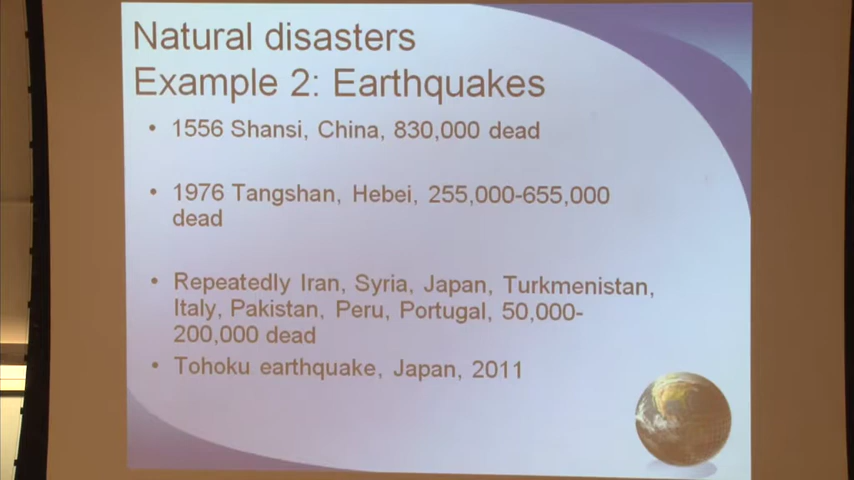 Natural disasters
Example 2: Earthquakes
• 1556 Shansi, China, 830,000 dead
• 1976 Tangshan, Hebei, 255,000-655,000
dead
• Repeatedly Iran, Syria, Japan, Turkmenistan,
Italy, Pakistan, Peru, Portugal, 50,000-
200,000 dead
• Tohoku earthquake, Japan, 2011